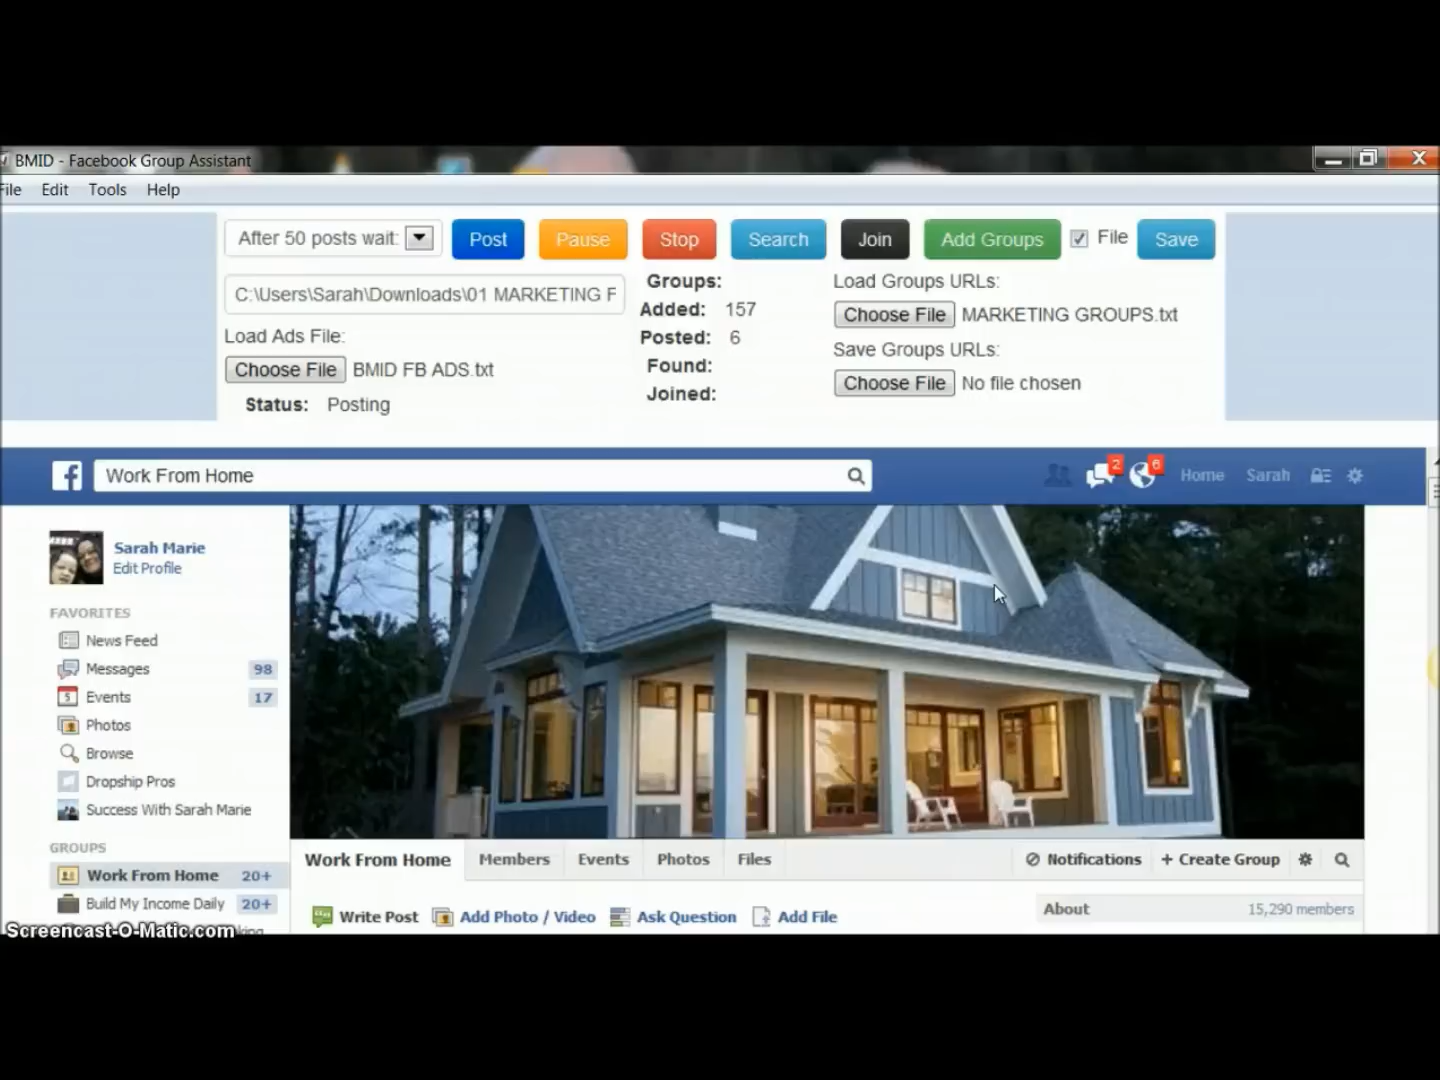 BMID - Facebook Group Assistant
File Edit Tools Help
After 50 posts wait: Post Pause Stop Search Join Add Groups File Save
C:\Users\Sarah\Downloads\01 MARKETING F
Groups:
Load Groups URLs:
Added: 157
Choose File MARKETING GROUPS.txt
Load Ads File:
Posted: 6
Save Groups URLs:
Choose File BMID FB ADS.txt
Found:
Choose File No file chosen
Joined:
Status: Posting
f Work From Home 2 6 Home Sarah
Sarah Marie
Edit Profile
FAVORITES
News Feed
Messages 98
5 Events 17
Photos
Browse
Dropship Pros
Success With Sarah Marie
GROUPS
Work From Home 20+
Build My Income Daily 20+
Work From Home Members Events Photos Files Notifications + Create Group
Write Post Add Photo / Video Ask Question Add File
About 15,290 members
Screencast-O-Matic.com